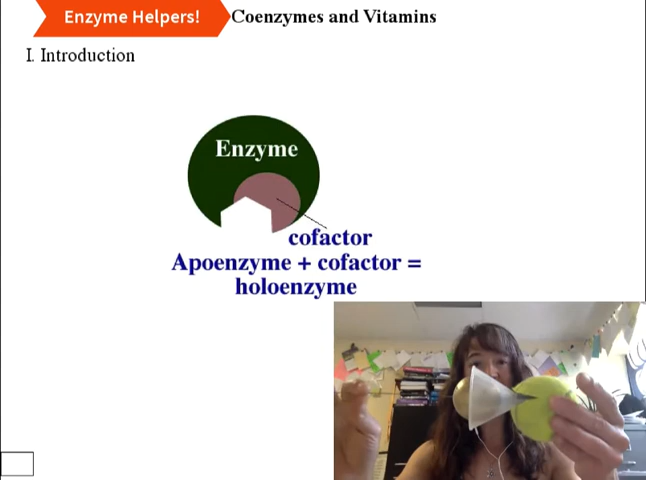 Enzyme Helpers! Coenzymes and Vitamins
I. Introduction
Enzyme
cofactor
Apoenzyme + cofactor =
holoenzyme